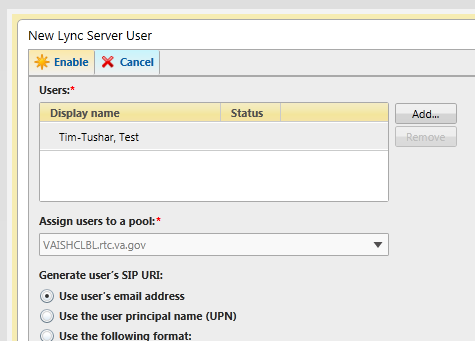 New Lync Server User
Enable Cancel
Users:*
Display name Status
Add...
Tim-Tushar, Test
Remove
Assign users to a pool:*
VAISHCLBL.rtc.va.gov
Generate user's SIP URI:
Use user's email address
Use the user principal name (UPN)
Use the following format: